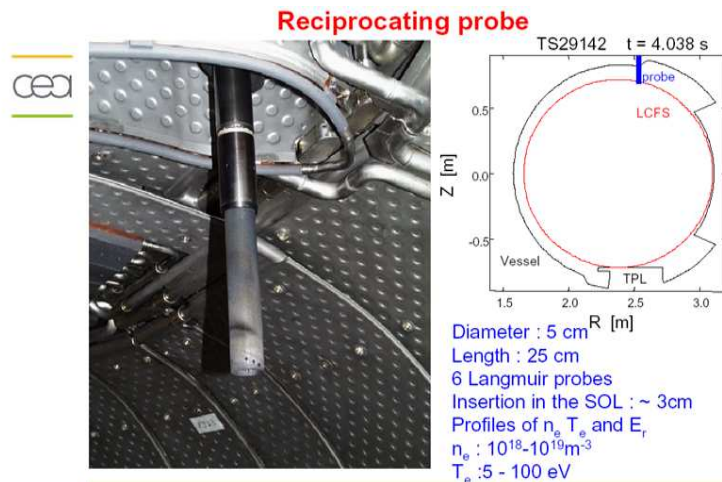 Reciprocating probe
cea
TS29142 t = 4.038 s
probe
LCFS
0.5
0.0
-0.5
Z [m]
Vessel
TPL
1.5 2.0 2.5 3.0
R [m]
Diameter : 5 cm
Length : 25 cm
6 Langmuir probes
Insertion in the SOL : ~ 3cm
Profiles of nₑ Tₑ and Eᵣ
nₑ : 10¹⁸-10¹⁹m⁻³
Tₑ :5 - 100 eV